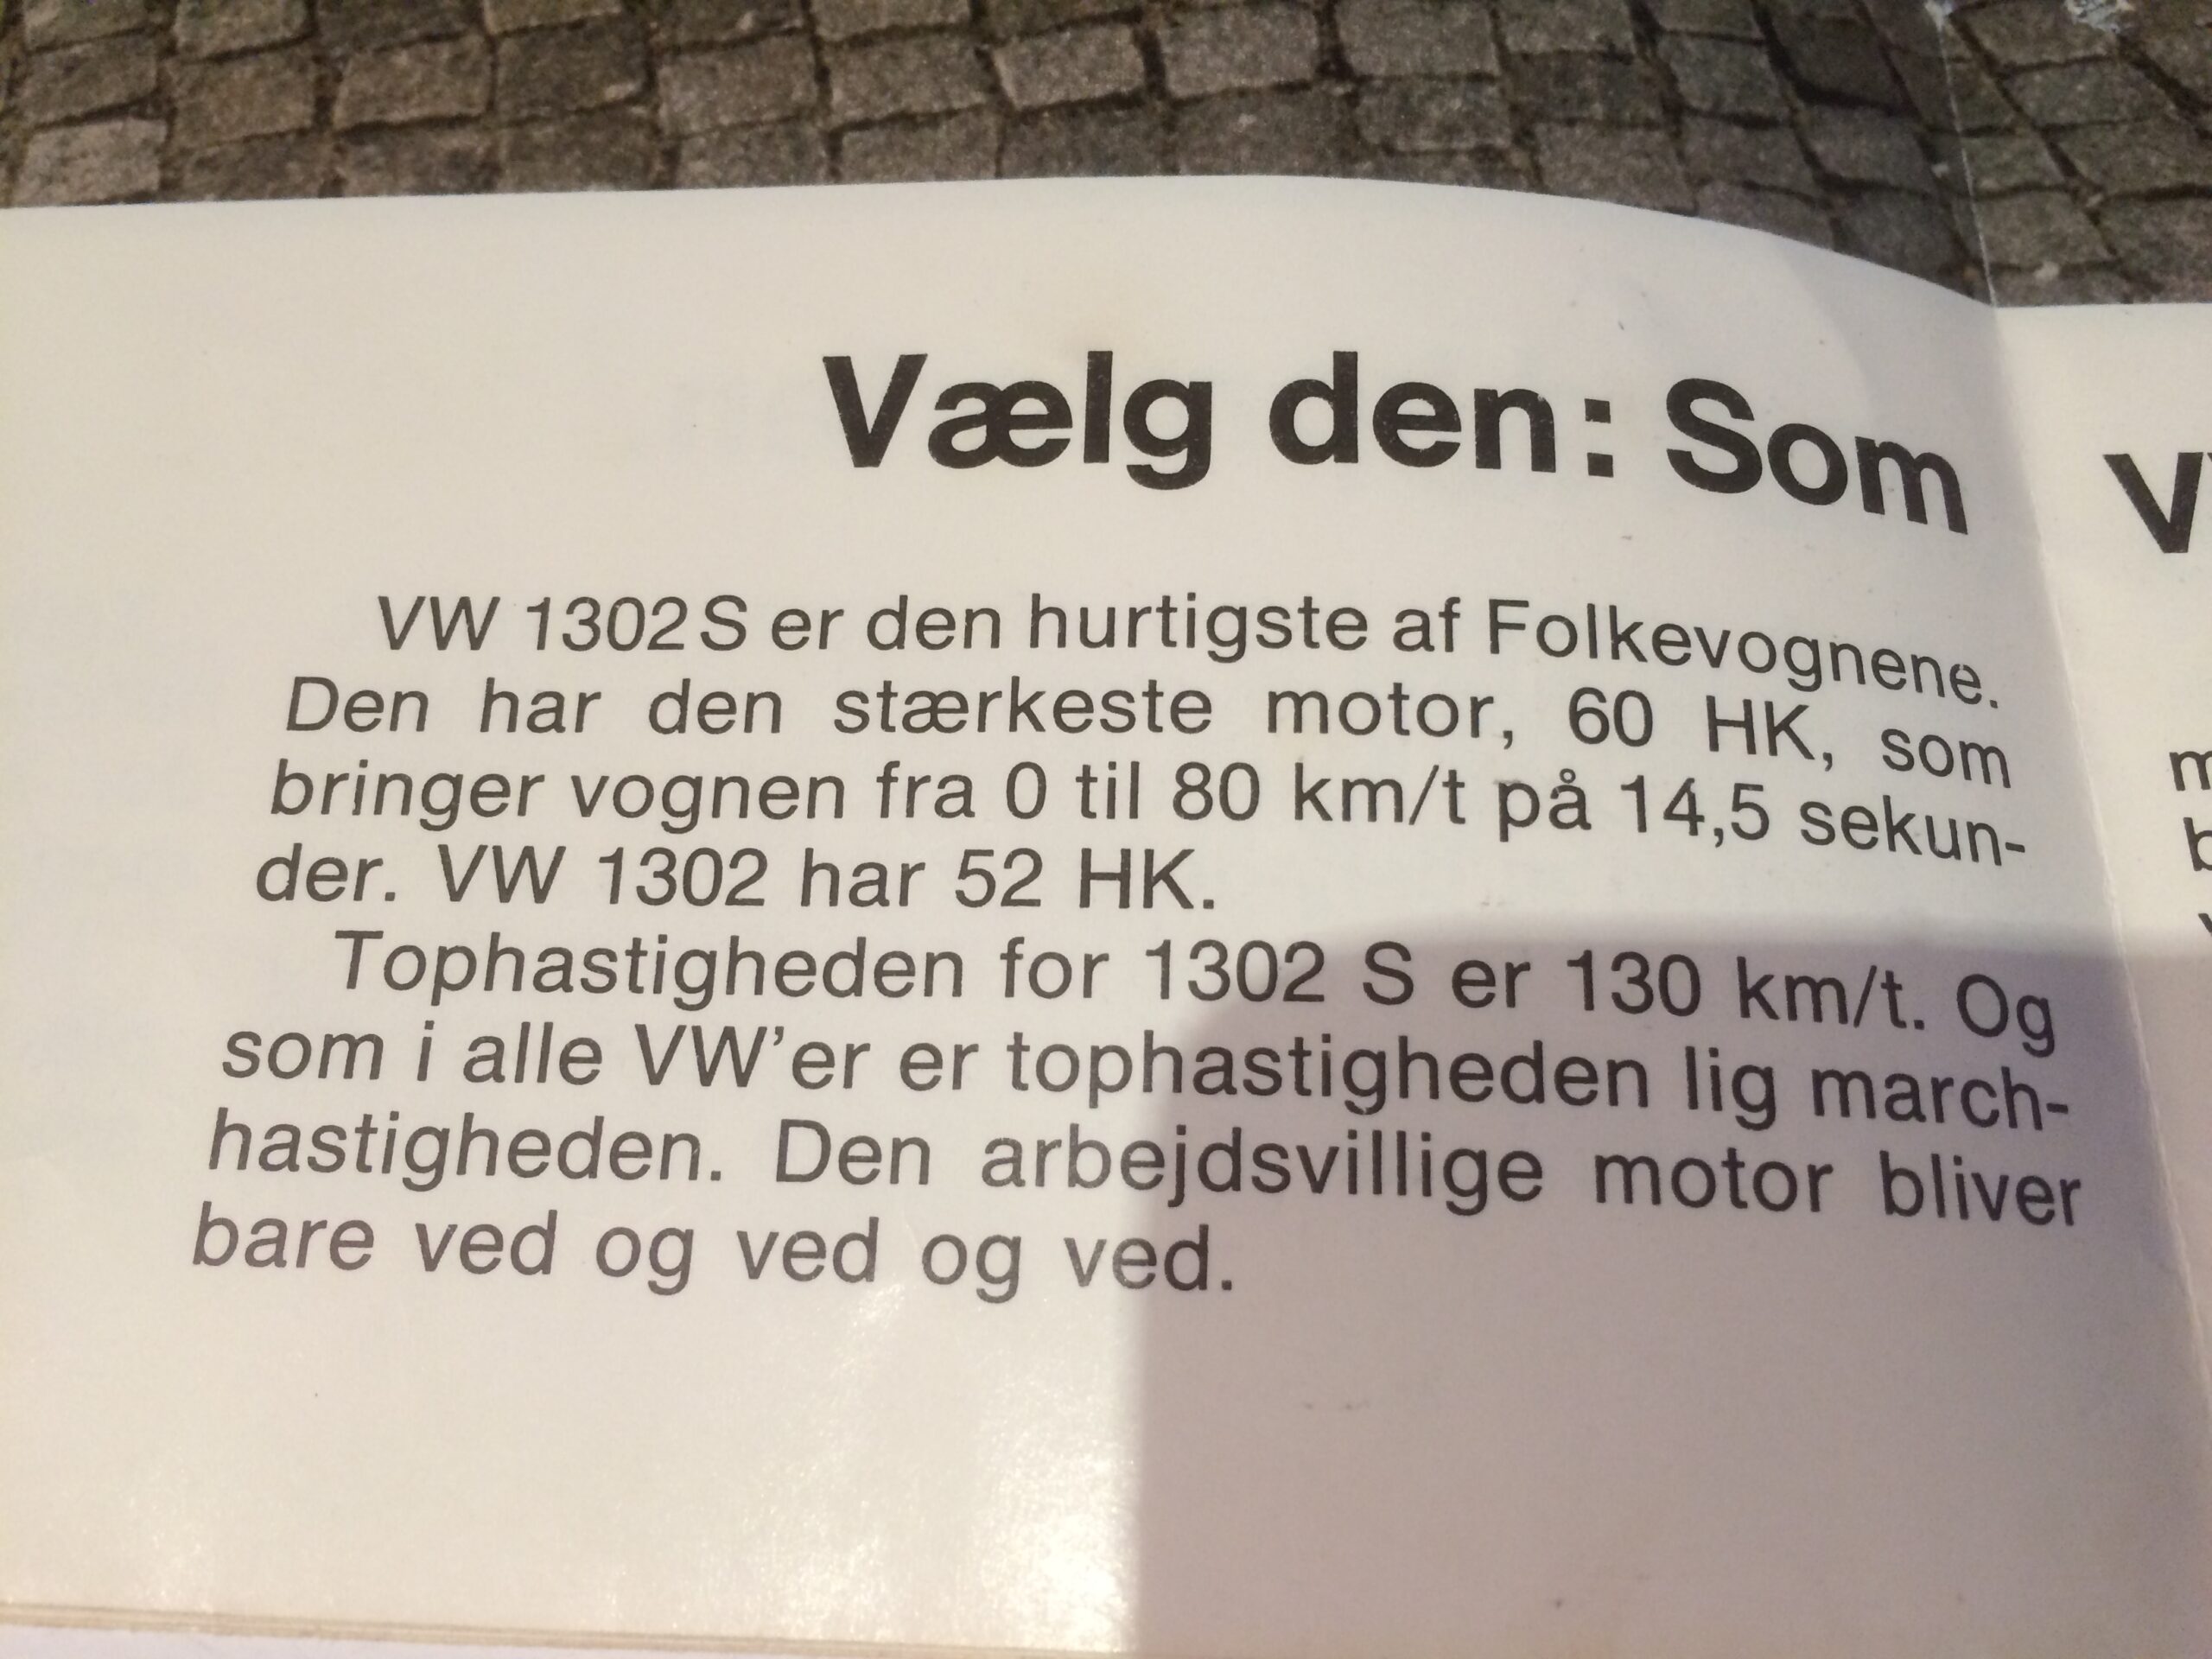 Vælg den: Som
VW 1302 S er den hurtigste af Folkevognene.
Den har den stærkeste motor, 60 HK, som
bringer vognen fra 0 til 80 km/t på 14,5 sekun-
der. VW 1302 har 52 HK.
Tophastigheden for 1302 S er 130 km/t. Og
som i alle VW'er er tophastigheden lig march-
hastigheden. Den arbejdsvillige motor bliver
bare ved og ved og ved.